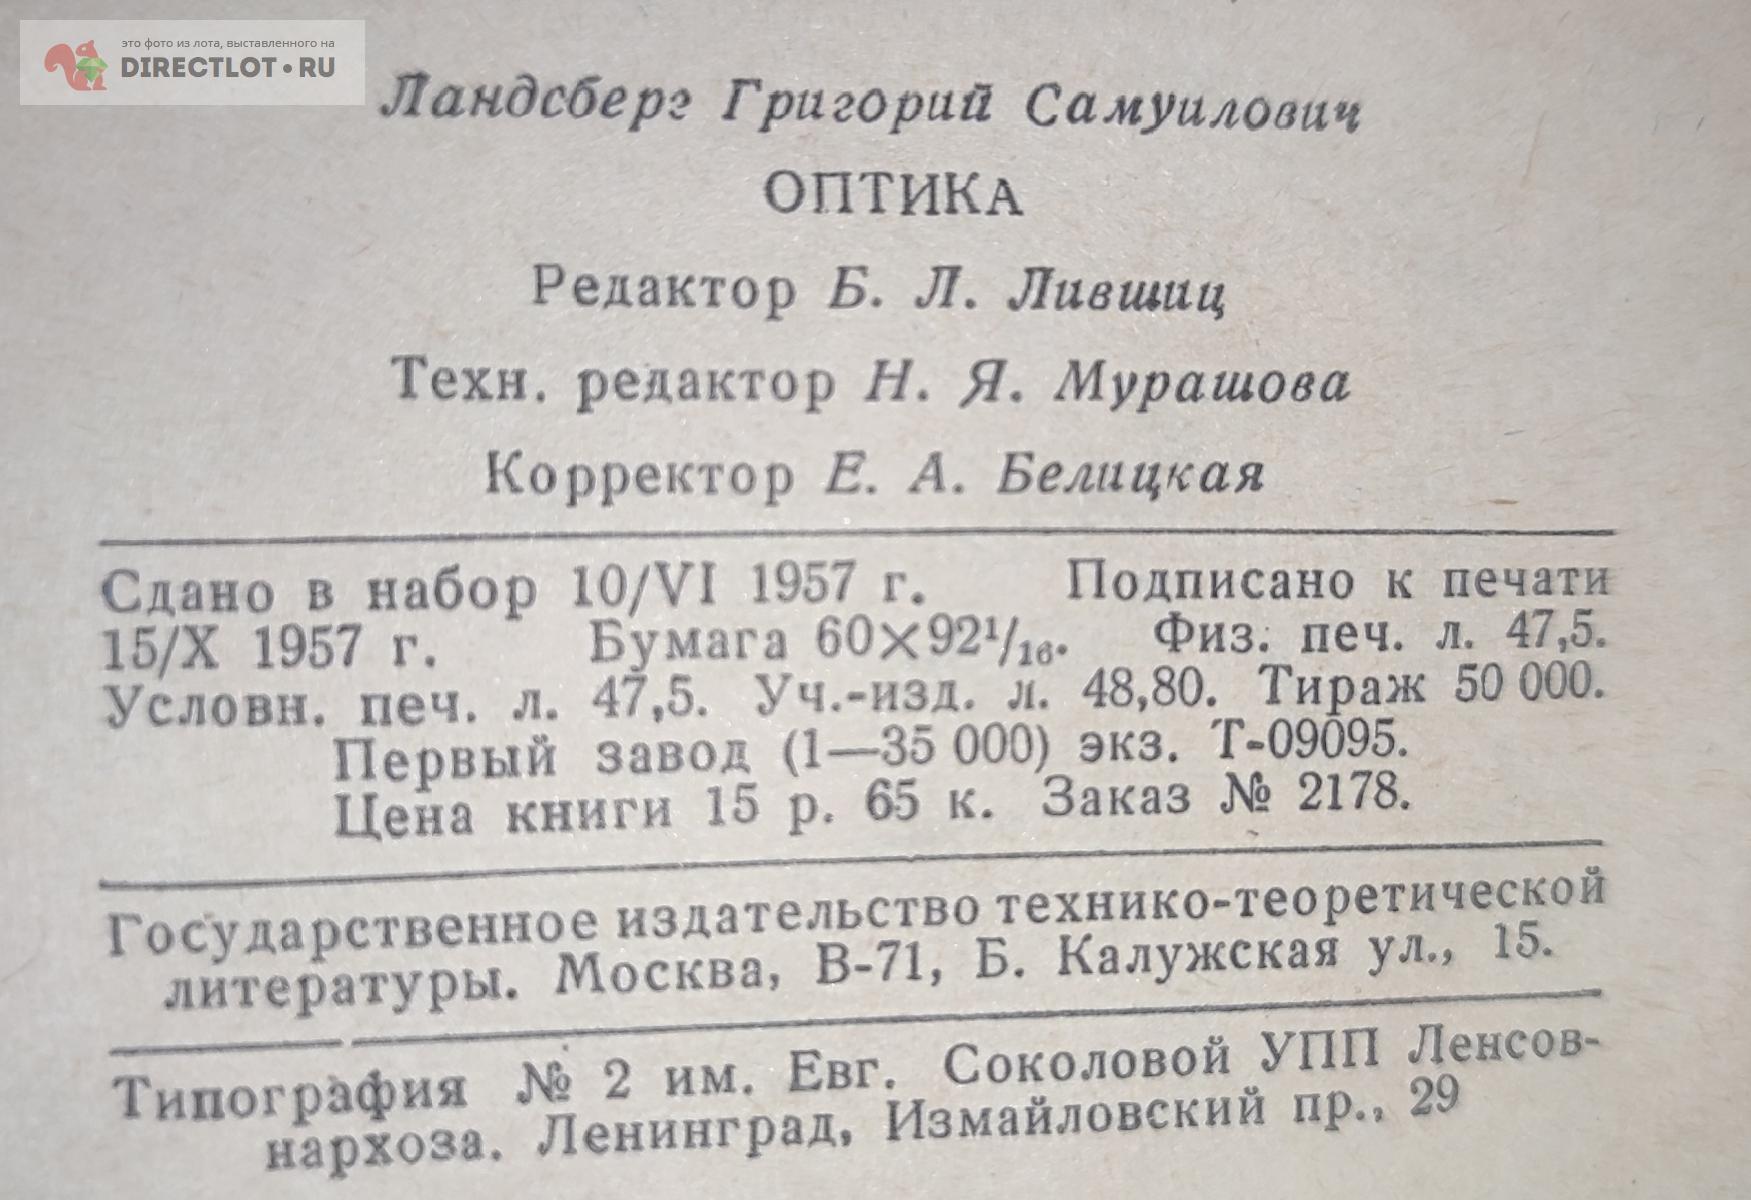 это фото из лота, выставленного на
DIRECTLOT•RU
Ландсберг Григорий Самуилович
ОПТИКА
Редактор Б. Л. Лившиц
Техн. редактор Н. Я. Мурашова
Корректор Е. А. Белицкая
Сдано в набор 10/VI 1957 г. Подписано к печати
15/X 1957 г. Бумага 60×92¹/₁₆. Физ. печ. л. 47,5.
Условн. печ. л. 47,5. Уч.-изд. л. 48,80. Тираж 50 000.
Первый завод (1—35 000) экз. Т-09095.
Цена книги 15 р. 65 к. Заказ № 2178.
Государственное издательство технико-теоретической
литературы. Москва, В-71, Б. Калужская ул., 15.
Типография № 2 им. Евг. Соколовой УПП Ленсов-
нархоза. Ленинград, Измайловский пр., 29